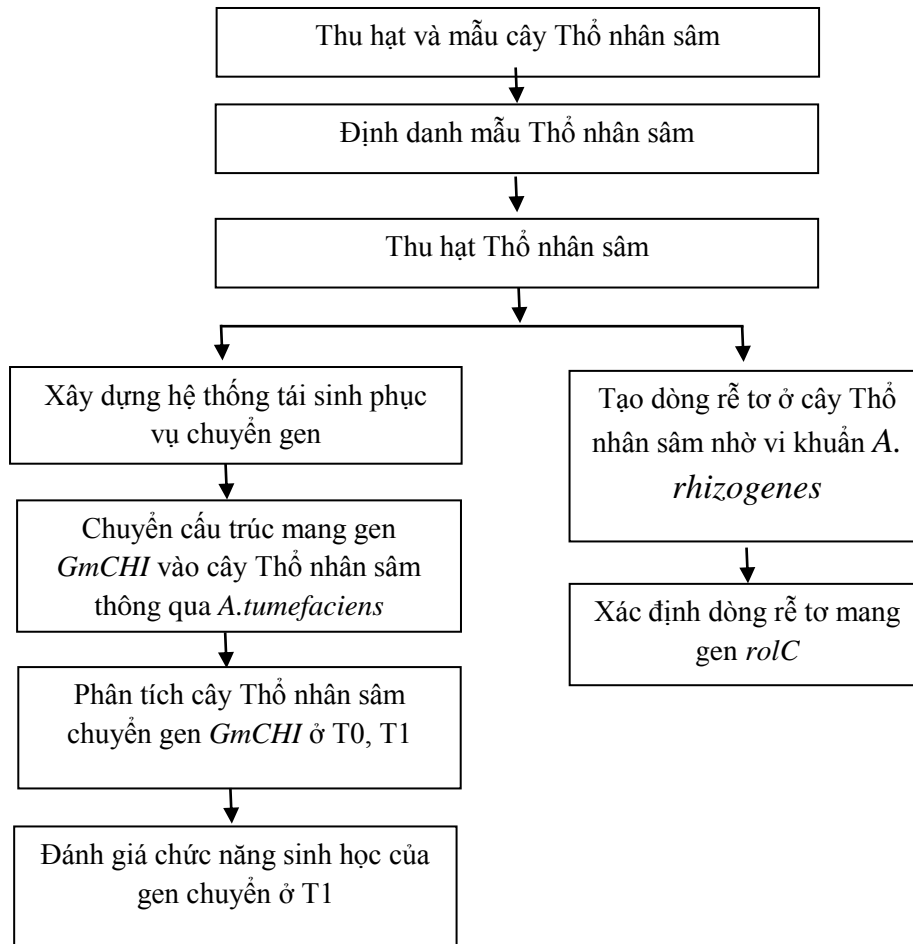 Thu hạt và mẫu cây Thổ nhân sâm
Định danh mẫu Thổ nhân sâm
Thu hạt Thổ nhân sâm
Xây dựng hệ thống tái sinh phục
vụ chuyển gen
Chuyển cấu trúc mang gen
GmCHI vào cây Thổ nhân sâm
thông qua A.tumefaciens
Phân tích cây Thổ nhân sâm
chuyển gen GmCHI ở T0, T1
Đánh giá chức năng sinh học của
gen chuyển ở T1
Tạo dòng rễ tơ ở cây Thổ
nhân sâm nhờ vi khuẩn A.
rhizogenes
Xác định dòng rễ tơ mang
gen rolC